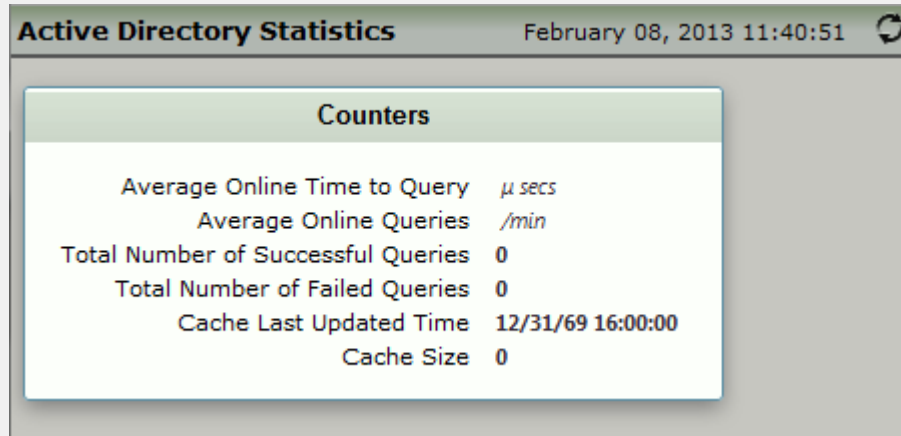 Active Directory Statistics February 08, 2013 11:40:51
Counters
Average Online Time to Query µ secs
Average Online Queries /min
Total Number of Successful Queries 0
Total Number of Failed Queries 0
Cache Last Updated Time 12/31/69 16:00:00
Cache Size 0